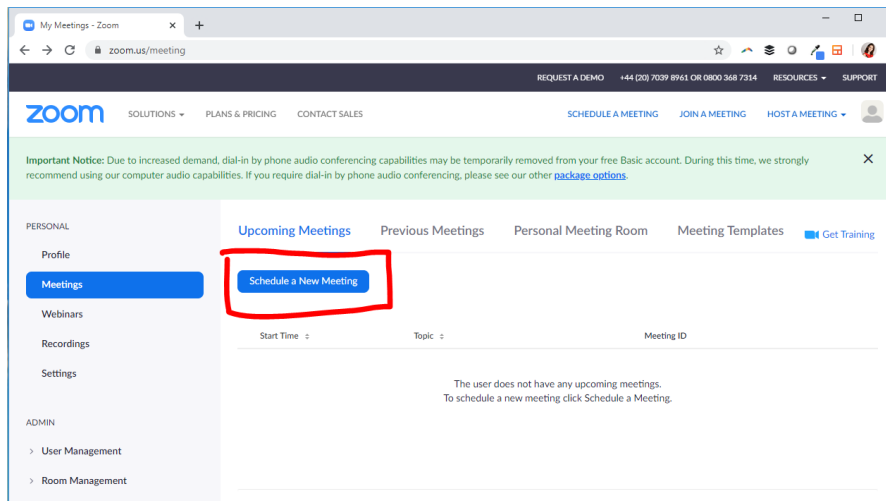 My Meetings - Zoom
zoom.us/meeting
REQUEST A DEMO +44 (20) 7039 8961 OR 0800 368 7314 RESOURCES SUPPORT
zoom SOLUTIONS PLANS & PRICING CONTACT SALES SCHEDULE A MEETING JOIN A MEETING HOST A MEETING
Important Notice: Due to increased demand, dial-in by phone audio conferencing capabilities may be temporarily removed from your free Basic account. During this time, we strongly
recommend using our computer audio capabilities. If you require dial-in by phone audio conferencing, please see our other package options.
PERSONAL
Profile
Meetings
Webinars
Recordings
Settings
ADMIN
User Management
Room Management
Upcoming Meetings Previous Meetings Personal Meeting Room Meeting Templates Get Training
Schedule a New Meeting
Start Time Topic Meeting ID
The user does not have any upcoming meetings.
To schedule a new meeting click Schedule a Meeting.